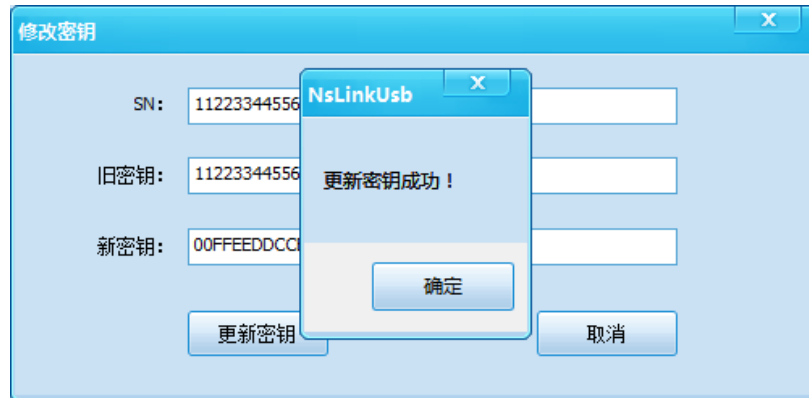 修改密钥
X
SN:
11223344556
NsLinkUsb
X
旧密钥:
11223344556
更新密钥成功！
新密钥:
00FFEEDDCC
确定
更新密钥
取消